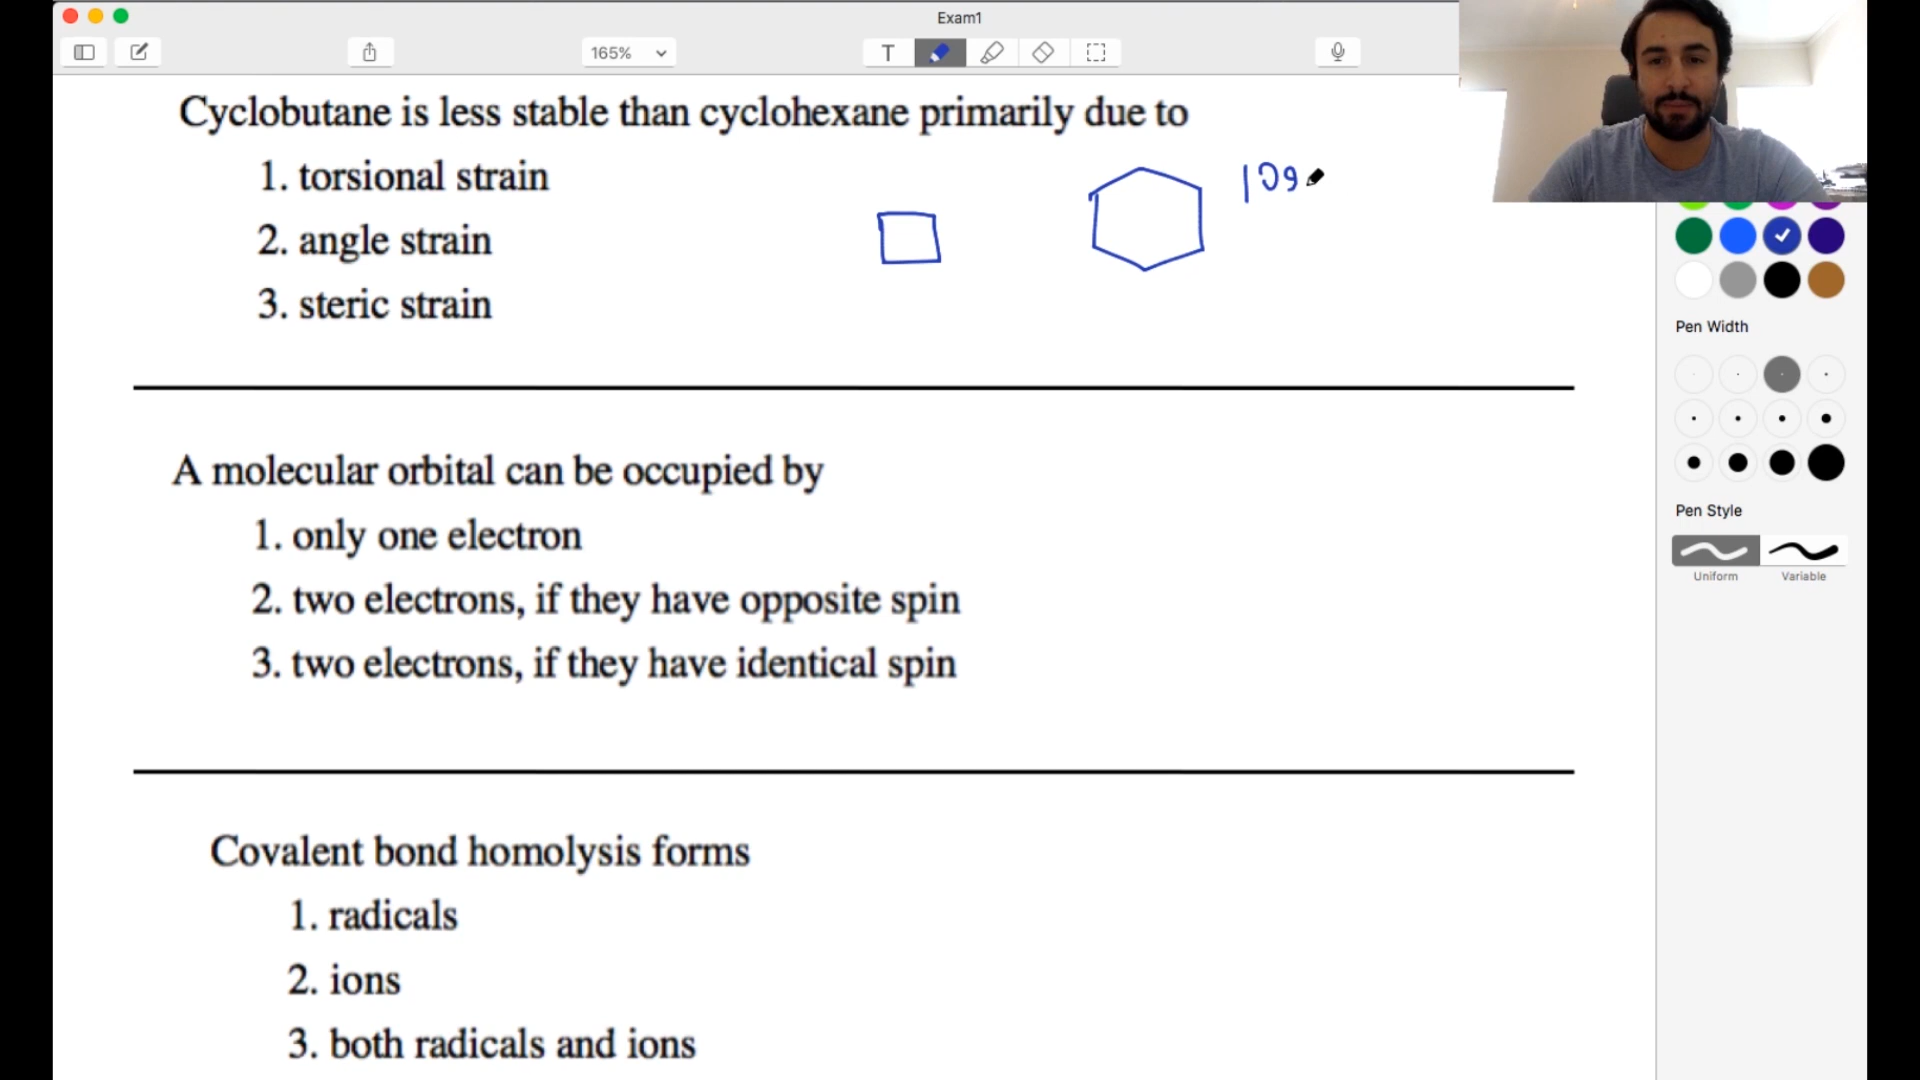 Exam1
165%
T
Cyclobutane is less stable than cyclohexane primarily due to
1. torsional strain
109
2. angle strain
3. steric strain
A molecular orbital can be occupied by
1. only one electron
2. two electrons, if they have opposite spin
3. two electrons, if they have identical spin
Covalent bond homolysis forms
1. radicals
2. ions
3. both radicals and ions
Pen Width
Pen Style
Uniform
Variable